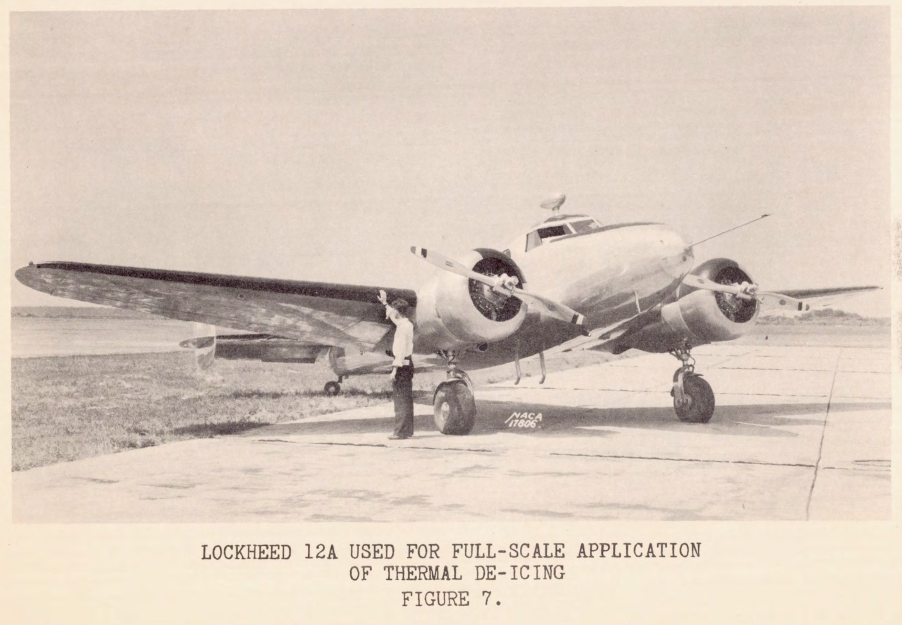 NACA
17806.
LOCKHEED 12A USED FOR FULL-SCALE APPLICATION
OF THERMAL DE-ICING
FIGURE 7.